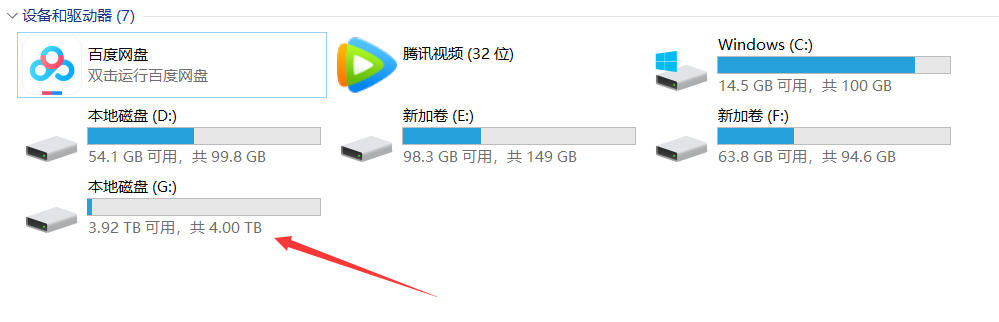 设备和驱动器 (7)
百度网盘
双击运行百度网盘
腾讯视频 (32 位)
Windows (C:)
14.5 GB 可用，共 100 GB
本地磁盘 (D:)
54.1 GB 可用，共 99.8 GB
新加卷 (E:)
98.3 GB 可用，共 149 GB
新加卷 (F:)
63.8 GB 可用，共 94.6 GB
本地磁盘 (G:)
3.92 TB 可用，共 4.00 TB